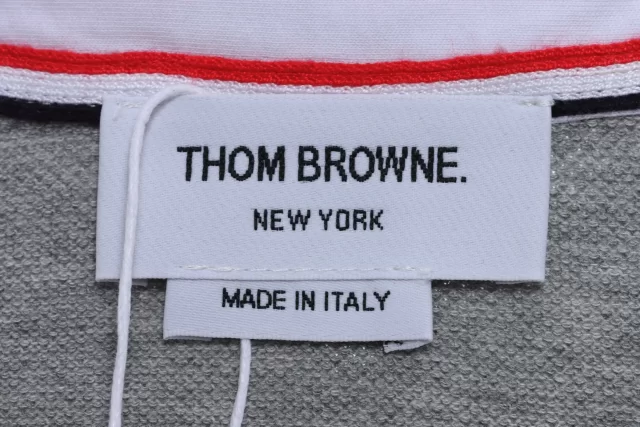 THOM BROWNE.
NEW YORK
MADE IN ITALY